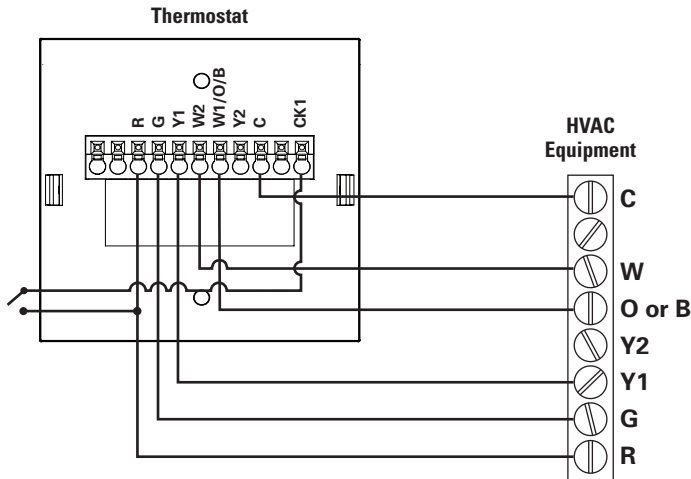 Thermostat
R
G
Y1
W2
W1/O/B
Y2
C
CK1
HVAC
Equipment
C
W
O or B
Y2
Y1
G
R